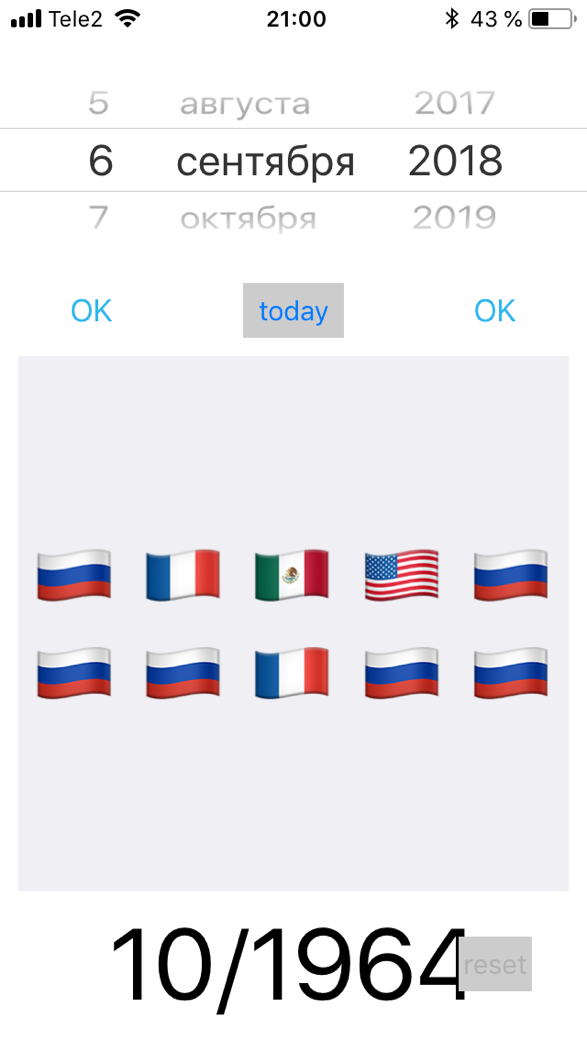 Tele2 21:00 43 %
5 августа 2017
6 сентября 2018
7 октября 2019
OK today OK
10/1964 reset